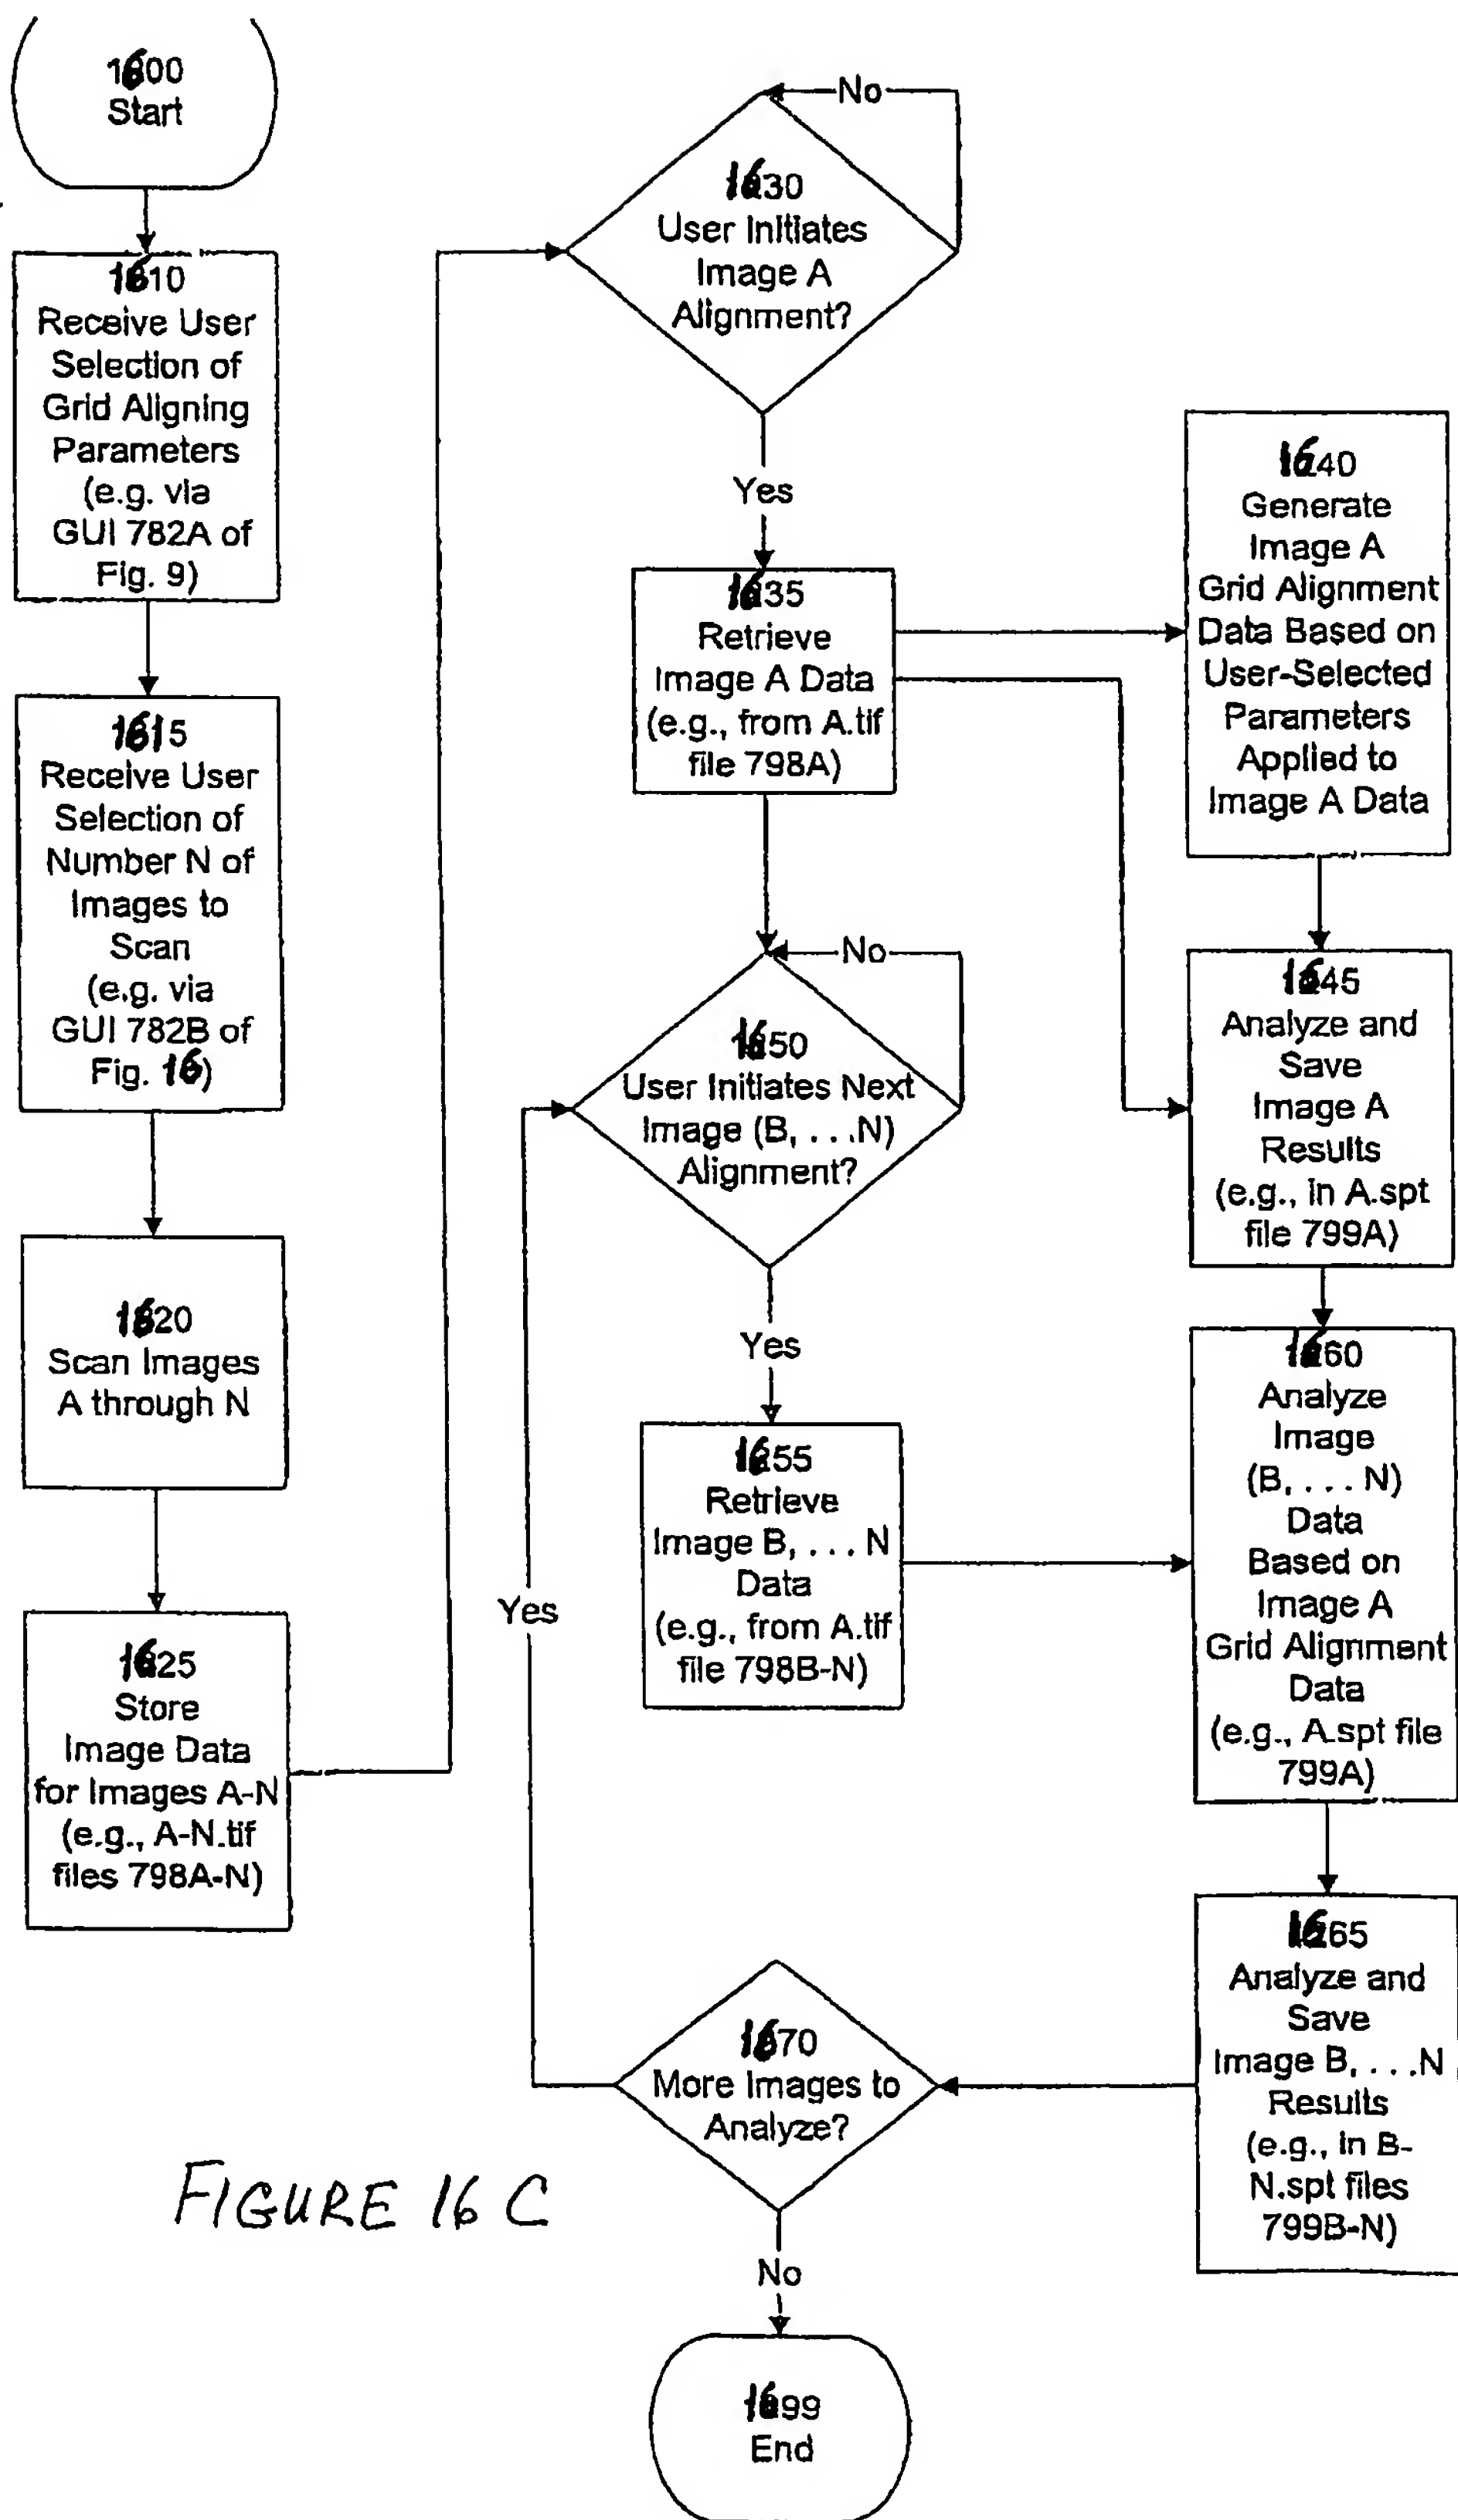 1600
Start
1610
Receive User
Selection of
Grid Aligning
Parameters
(e.g. via
GUI 782A of
Fig. 9)
1615
Receive User
Selection of
Number N of
Images to
Scan
(e.g. via
GUI 782B of
Fig. 16)
1620
Scan Images
A through N
1625
Store
Image Data
for Images A-N
(e.g., A-N.tif
files 798A-N)
No
1630
User Initiates
Image A
Alignment?
Yes
1635
Retrieve
Image A Data
(e.g., from A.tif
file 798A)
1640
Generate
Image A
Grid Alignment
Data Based on
User-Selected
Parameters
Applied to
Image A Data
1645
Analyze and
Save
Image A
Results
(e.g., in A.spt
file 799A)
No
1650
User Initiates Next
Image (B, . . .N)
Alignment?
Yes
1655
Retrieve
Image B, . . . N
Data
(e.g., from A.tif
file 798B-N)
1660
Analyze
Image
(B, . . . N)
Data
Based on
Image A
Grid Alignment
Data
(e.g., A.spt file
799A)
1665
Analyze and
Save
Image B, . . .N
Results
(e.g., in B-
N.spt files
799B-N)
1670
More Images to
Analyze?
Yes
No
1699
End
FIGURE 16 C